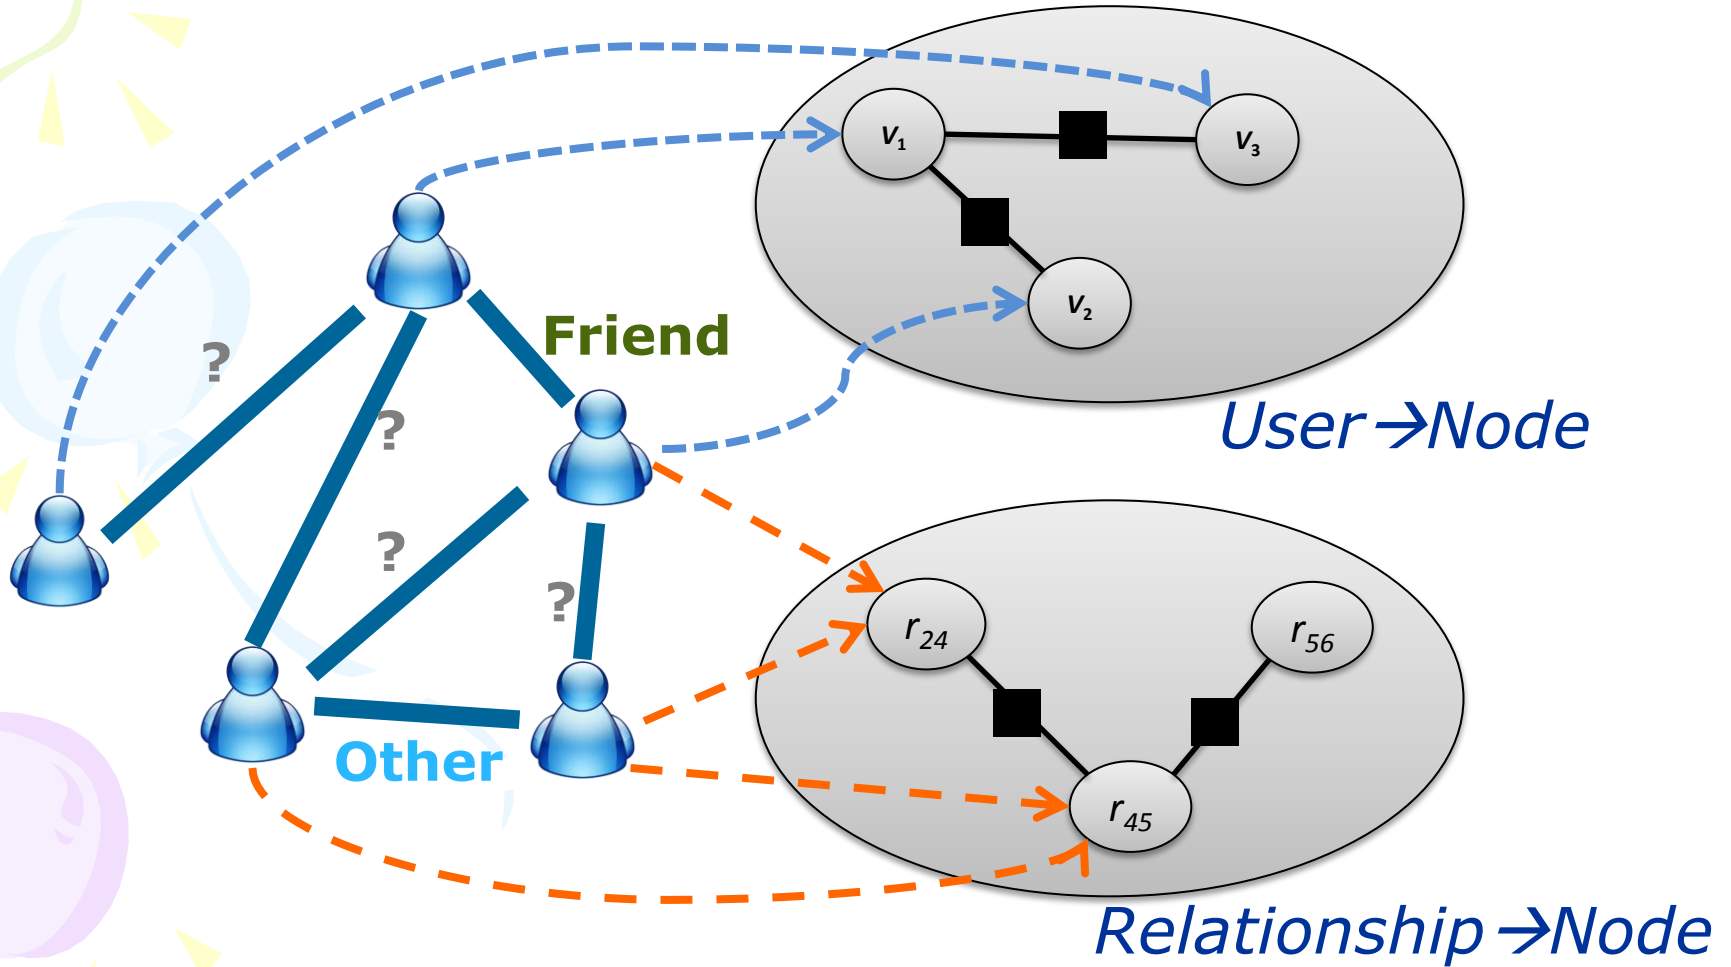 v₁
v₃
v₂
Friend
?
?
User→Node
?
?
r₂₄
r₅₆
Other
r₄₅
Relationship→Node